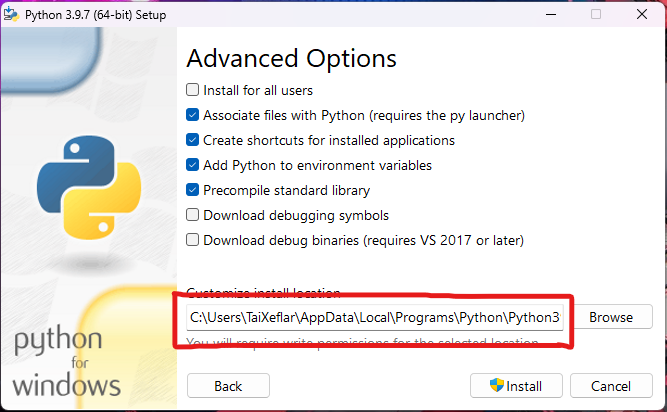 Python 3.9.7 (64-bit) Setup
Advanced Options
Install for all users
Associate files with Python (requires the py launcher)
Create shortcuts for installed applications
Add Python to environment variables
Precompile standard library
Download debugging symbols
Download debug binaries (requires VS 2017 or later)
Customize install location
C:\Users\TaiXeflar\AppData\Local\Programs\Python\Python3
Browse
You will require write permissions for the selected location.
python
for
windows
Back
Install
Cancel